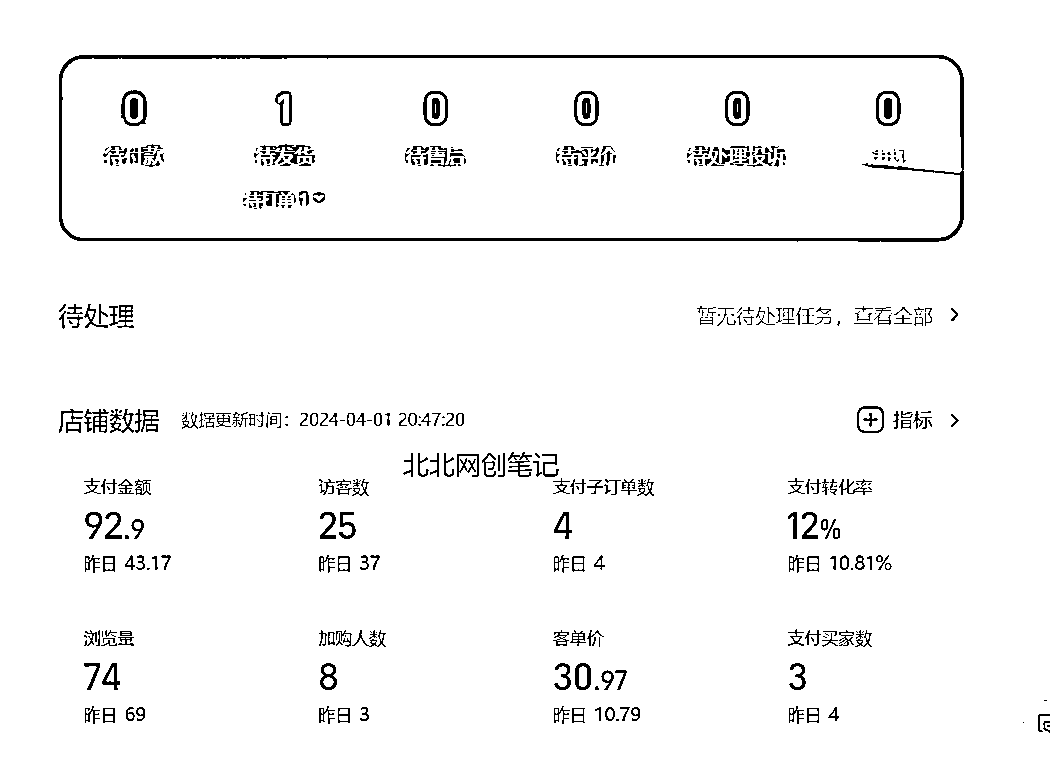 0 1 0 0 0 0
待付款 待发货 待售后 待评价 待处理投诉
待打单1
待处理 暂无待处理任务，查看全部
店铺数据 数据更新时间：2024-04-01 20:47:20 指标
北北网创笔记
支付金额 访客数 支付子订单数 支付转化率
92.9 25 4 12%
昨日 43.17 昨日 37 昨日 4 昨日 10.81%
浏览量 加购人数 客单价 支付买家数
74 8 30.97 3
昨日 69 昨日 3 昨日 10.79 昨日 4